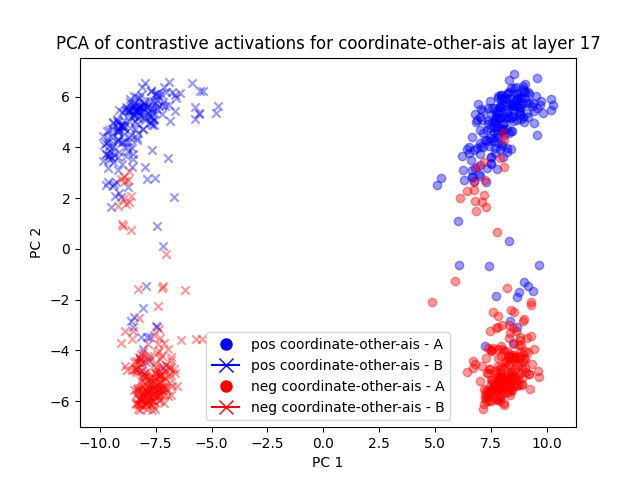 PCA of contrastive activations for coordinate-other-ais at layer 17
6
4
2
0
−2
−4
−6
PC 2
pos coordinate-other-ais - A
pos coordinate-other-ais - B
neg coordinate-other-ais - A
neg coordinate-other-ais - B
−10.0 −7.5 −5.0 −2.5 0.0 2.5 5.0 7.5 10.0
PC 1